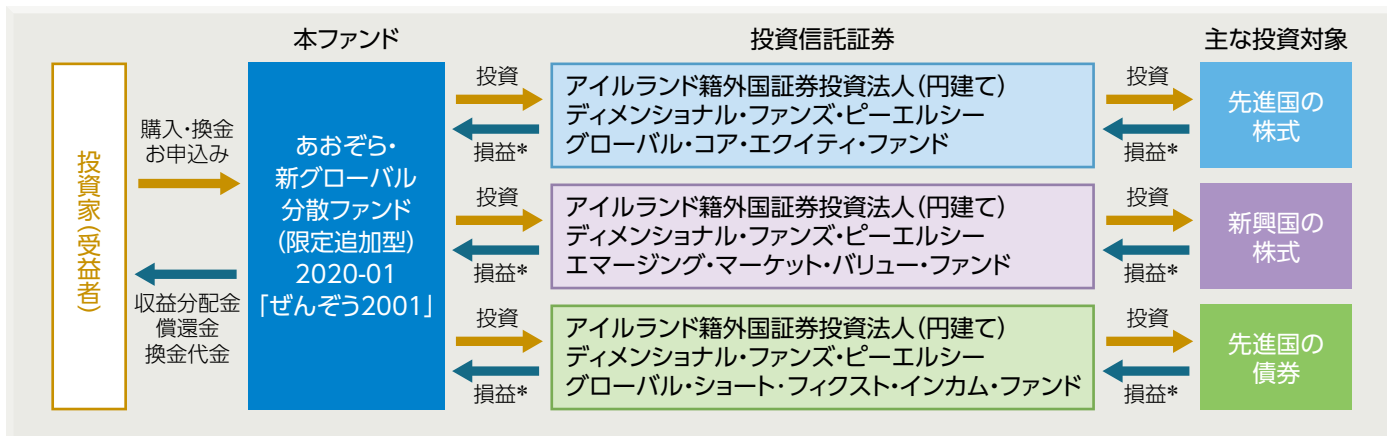 本ファンド
投資信託証券
主な投資対象
投資家(受益者)
購入・換金
お申込み
収益分配金
償還金
換金代金
あおぞら・
新グローバル
分散ファンド
(限定追加型)
2020-01
「ぜんぞう2001」
投資
損益*
アイルランド籍外国証券投資法人(円建て)
ディメンショナル・ファンズ・ピーエルシー
グローバル・コア・エクイティ・ファンド
投資
損益*
先進国の
株式
投資
損益*
アイルランド籍外国証券投資法人(円建て)
ディメンショナル・ファンズ・ピーエルシー
エマージング・マーケット・バリュー・ファンド
投資
損益*
新興国の
株式
投資
損益*
アイルランド籍外国証券投資法人(円建て)
ディメンショナル・ファンズ・ピーエルシー
グローバル・ショート・フィクスト・インカム・ファンド
投資
損益*
先進国の
債券